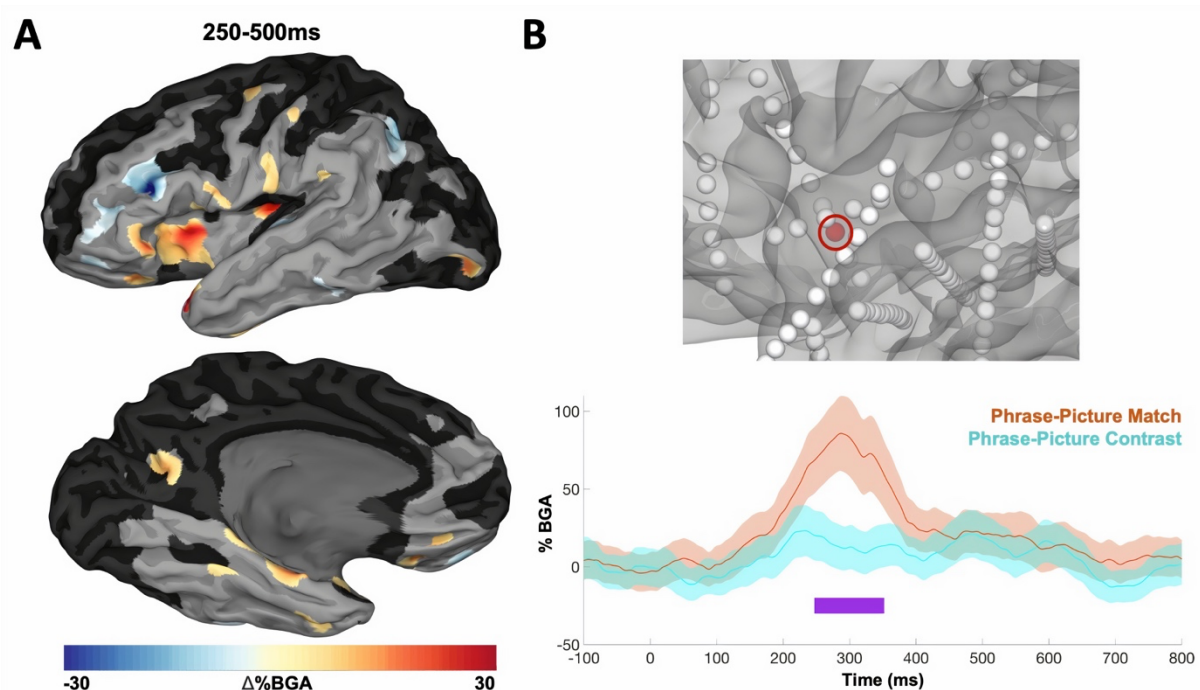 A
250-500ms
-30
Δ%BGA
30
B
Phrase-Picture Match
Phrase-Picture Contrast
100
50
0
-50
% BGA
-100
0
100
200
300
400
500
600
700
800
Time (ms)